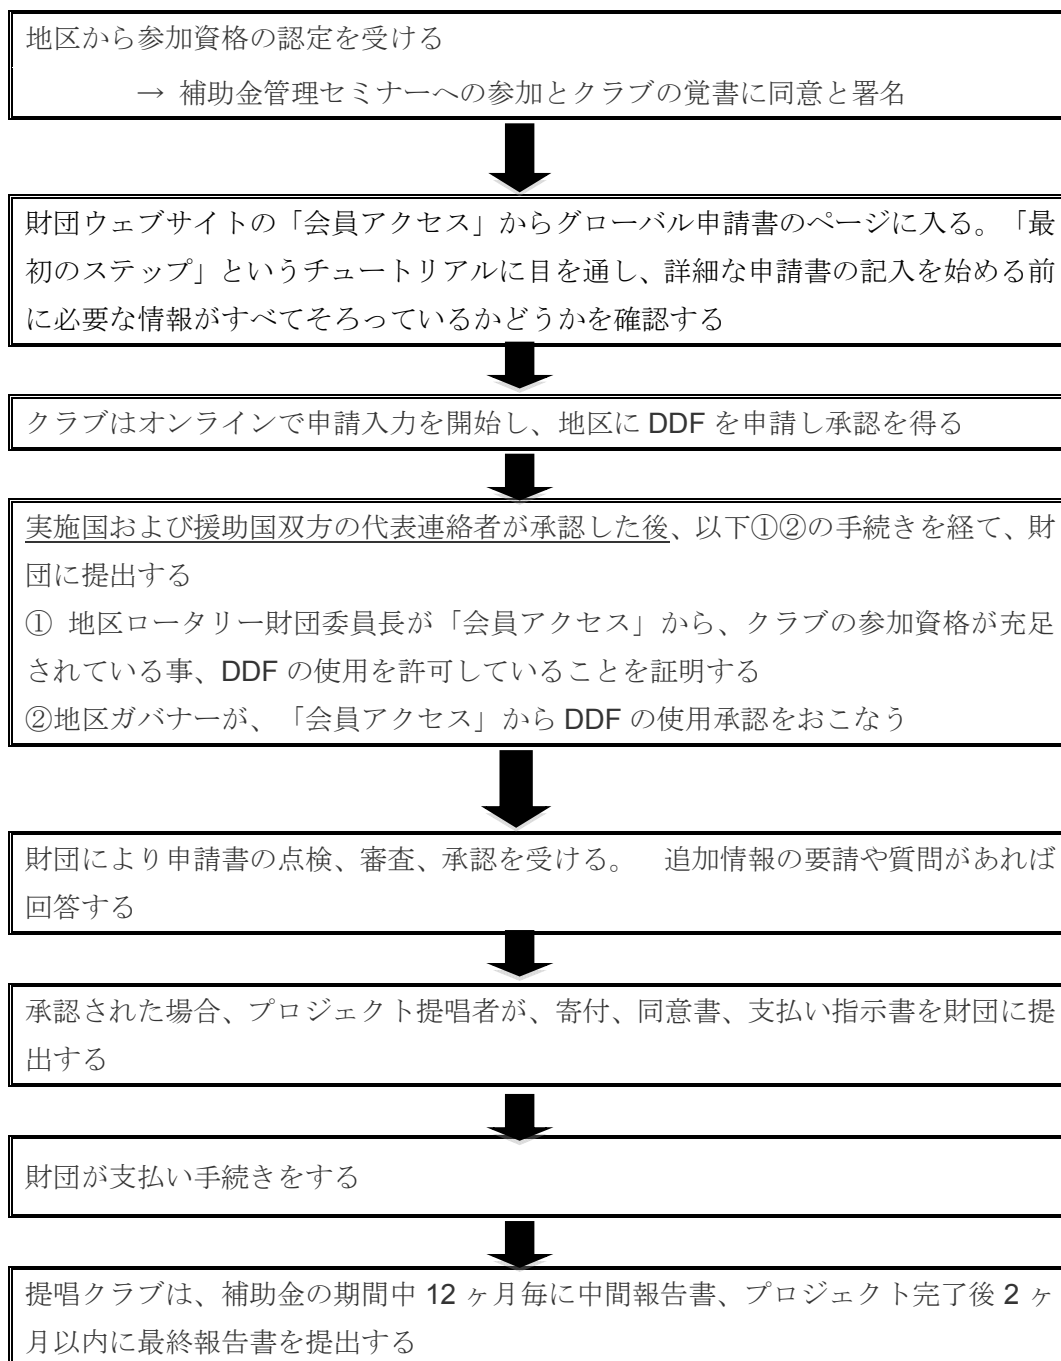 地区から参加資格の認定を受ける
→ 補助金管理セミナーへの参加とクラブの覚書に同意と署名
財団ウェブサイトの「会員アクセス」からグローバル申請書のページに入る。「最
初のステップ」というチュートリアルに目を通し、詳細な申請書の記入を始める前
に必要な情報がすべてそろっているかどうかを確認する
クラブはオンラインで申請入力を開始し、地区に DDF を申請し承認を得る
実施国および援助国双方の代表連絡者が承認した後、以下①②の手続きを経て、財
団に提出する
① 地区ロータリー財団委員長が「会員アクセス」から、クラブの参加資格が充足
されている事、DDF の使用を許可していることを証明する
②地区ガバナーが、「会員アクセス」から DDF の使用承認をおこなう
財団により申請書の点検、審査、承認を受ける。　追加情報の要請や質問があれば
回答する
承認された場合、プロジェクト提唱者が、寄付、同意書、支払い指示書を財団に提
出する
財団が支払い手続きをする
提唱クラブは、補助金の期間中 12 ヶ月毎に中間報告書、プロジェクト完了後 2 ヶ
月以内に最終報告書を提出する